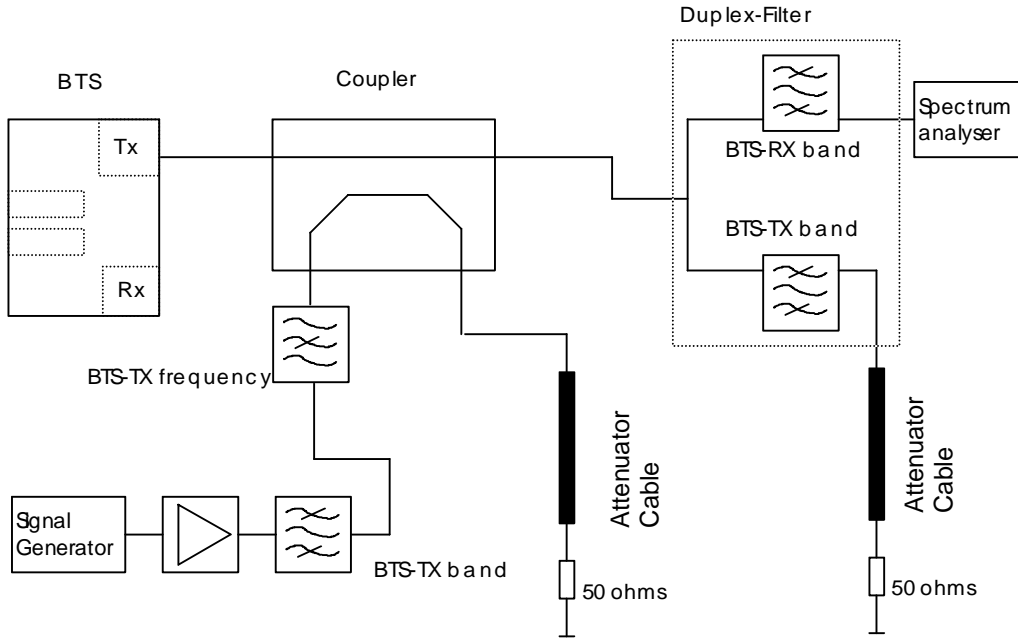 Duplex-Filter
BTS
Coupler
Tx
Rx
BTS-RX band
Spectrum
analyser
BTS-TX band
BTS-TX frequency
Signal
Generator
BTS-TX band
Attenuator
Cable
50 ohms
Attenuator
Cable
50 ohms